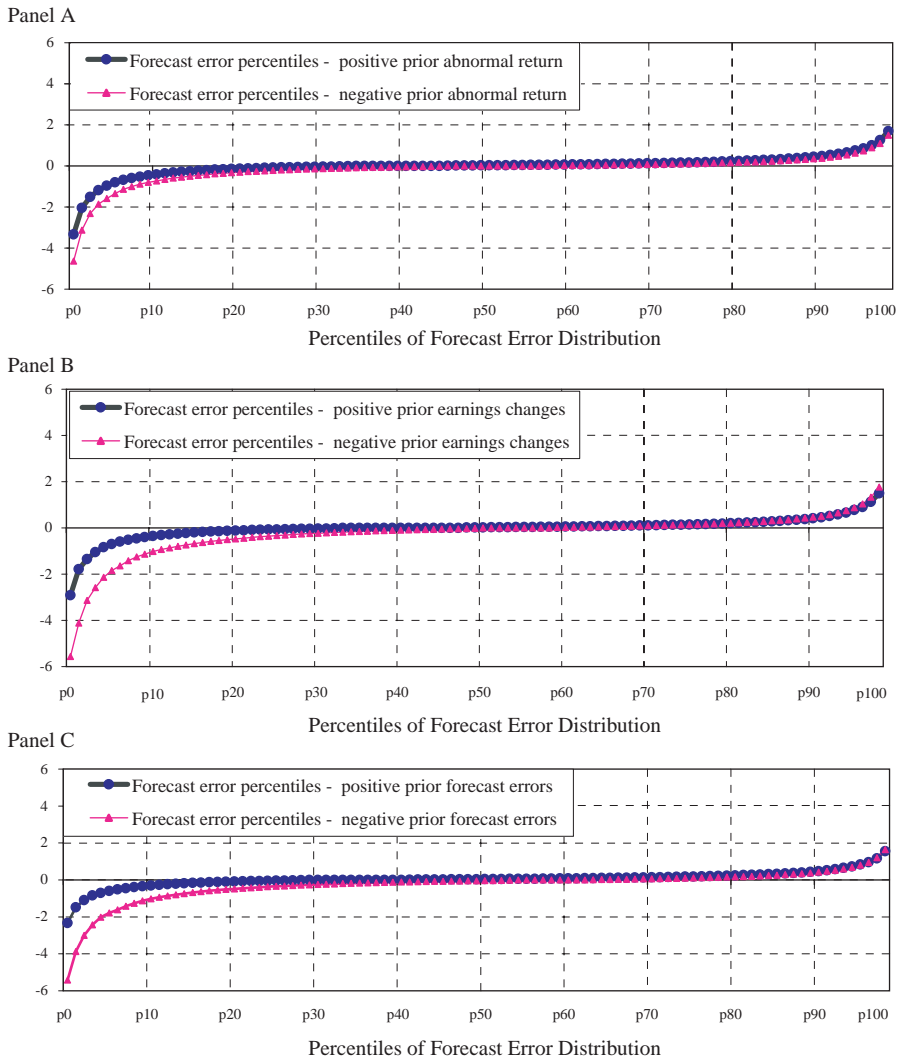 Panel A
6
4
2
0
-2
-4
-6
Forecast error percentiles - positive prior abnormal return
Forecast error percentiles - negative prior abnormal return
p0 p10 p20 p30 p40 p50 p60 p70 p80 p90 p100
Percentiles of Forecast Error Distribution
Panel B
6
4
2
0
-2
-4
-6
Forecast error percentiles - positive prior earnings changes
Forecast error percentiles - negative prior earnings changes
p0 p10 p20 p30 p40 p50 p60 p70 p80 p90 p100
Percentiles of Forecast Error Distribution
Panel C
6
4
2
0
-2
-4
-6
Forecast error percentiles - positive prior forecast errors
Forecast error percentiles - negative prior forecast errors
p0 p10 p20 p30 p40 p50 p60 p70 p80 p90 p100
Percentiles of Forecast Error Distribution